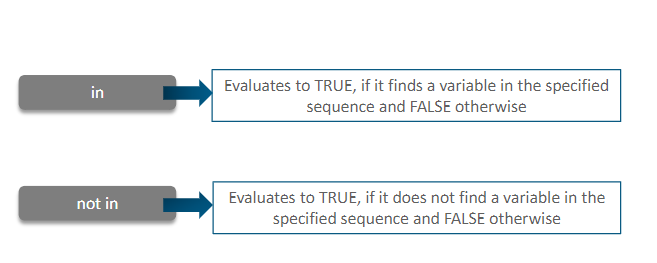 in
Evaluates to TRUE, if it finds a variable in the specified
sequence and FALSE otherwise
not in
Evaluates to TRUE, if it does not find a variable in the
specified sequence and FALSE otherwise